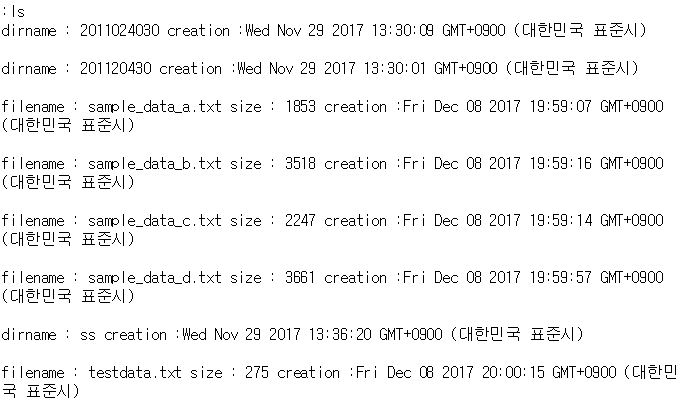 :ls
dirname : 2011024030 creation :Wed Nov 29 2017 13:30:09 GMT+0900 (대한민국 표준시)
dirname : 201120430 creation :Wed Nov 29 2017 13:30:01 GMT+0900 (대한민국 표준시)
filename : sample_data_a.txt size : 1853 creation :Fri Dec 08 2017 19:59:07 GMT+0900
(대한민국 표준시)
filename : sample_data_b.txt size : 3518 creation :Fri Dec 08 2017 19:59:16 GMT+0900
(대한민국 표준시)
filename : sample_data_c.txt size : 2247 creation :Fri Dec 08 2017 19:59:14 GMT+0900
(대한민국 표준시)
filename : sample_data_d.txt size : 3661 creation :Fri Dec 08 2017 19:59:57 GMT+0900
(대한민국 표준시)
dirname : ss creation :Wed Nov 29 2017 13:36:20 GMT+0900 (대한민국 표준시)
filename : testdata.txt size : 275 creation :Fri Dec 08 2017 20:00:15 GMT+0900 (대한민
국 표준시)